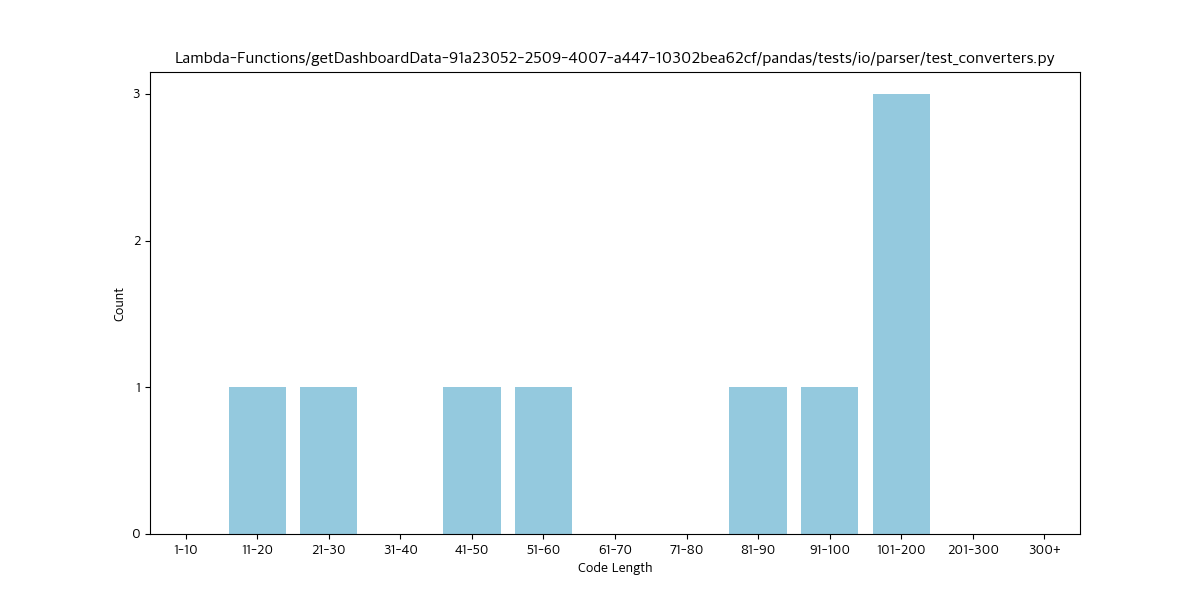 Lambda-Functions/getDashboardData-91a23052-2509-4007-a447-10302bea62cf/pandas/tests/io/parser/test_converters.py
3
2
1
0
Count
1-10 11-20 21-30 31-40 41-50 51-60 61-70 71-80 81-90 91-100 101-200 201-300 300+
Code Length